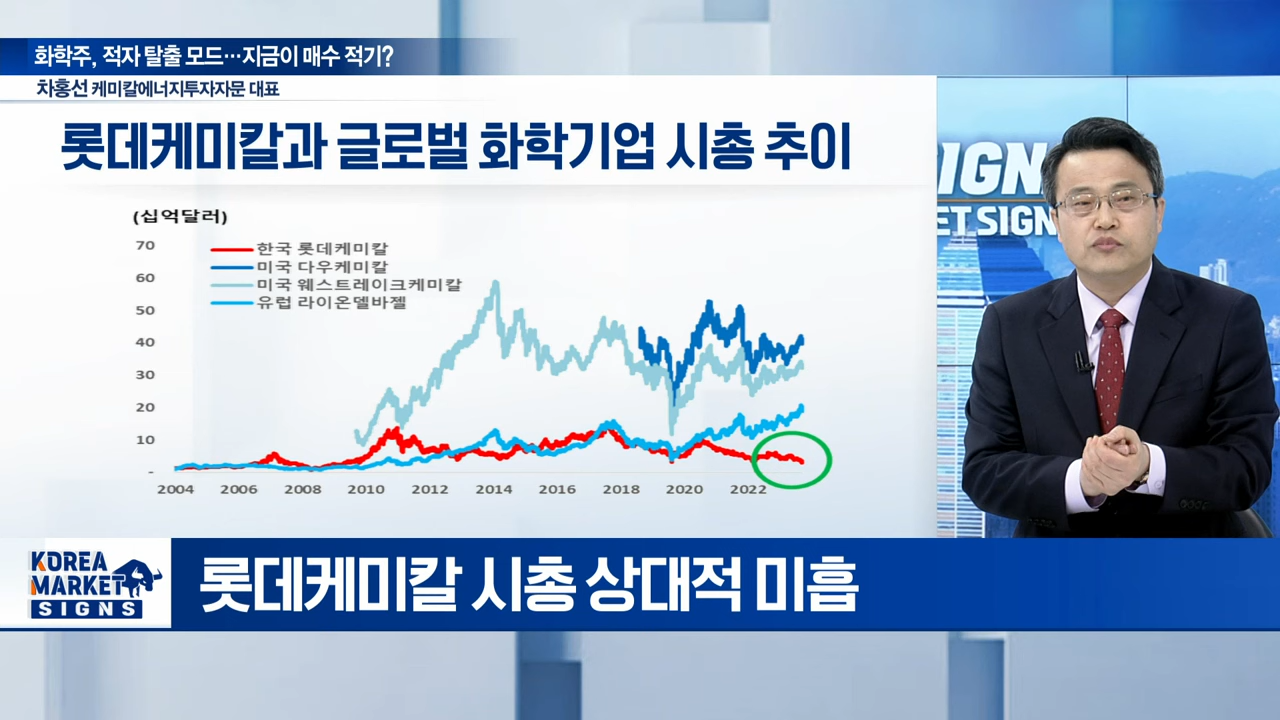 화학주, 적자 탈출 모드…지금이 매수 적기?
차홍선 케미칼에너지투자자문 대표
롯데케미칼과 글로벌 화학기업 시총 추이
(십억달러)
70
60
50
40
30
20
10
-
한국 롯데케미칼
미국 다우케미칼
미국 웨스트레이크케미칼
유럽 라이온델바젤
2004 2008 2010 2012 2014 2016 2018 2020 2022
IGN
ET SIGN
KOREA
MARKET
SIGNS
롯데케미칼 시총 상대적 미흡